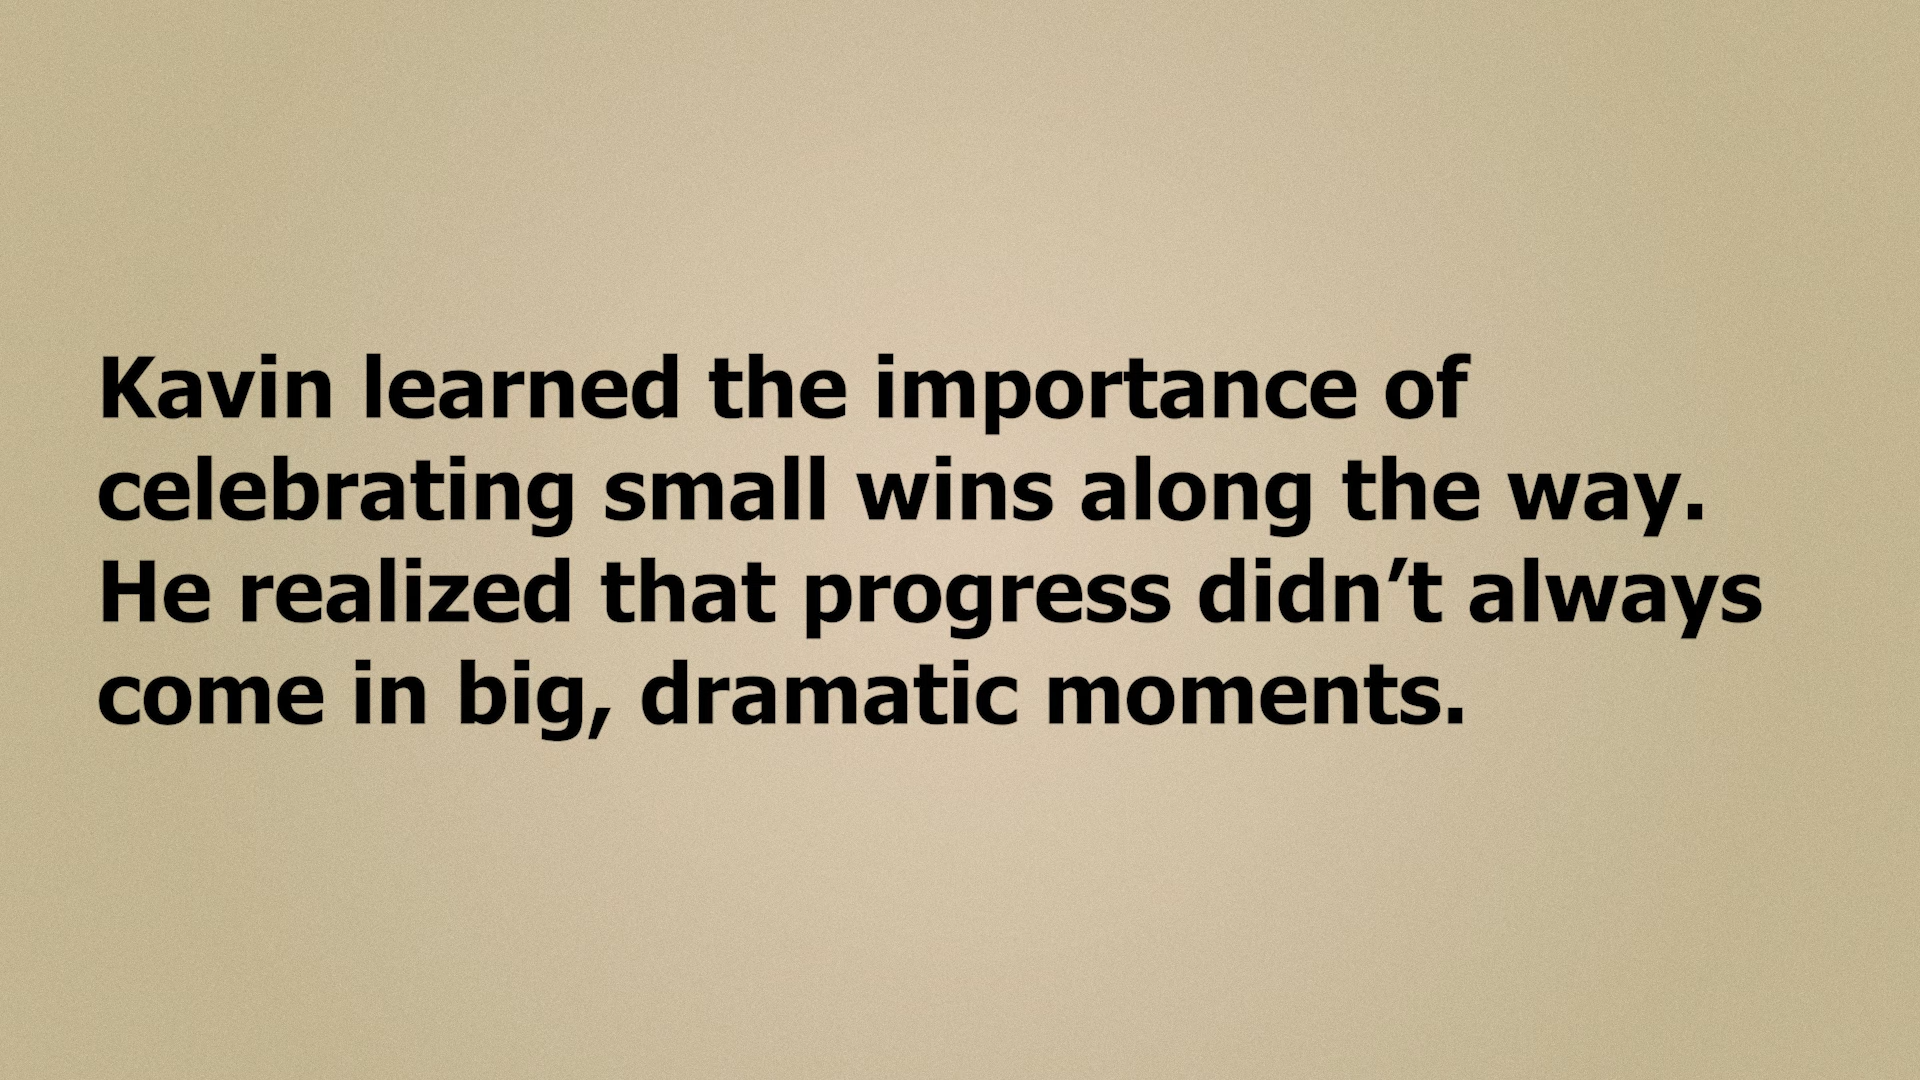 Kavin learned the importance of
celebrating small wins along the way.
He realized that progress didn’t always
come in big, dramatic moments.